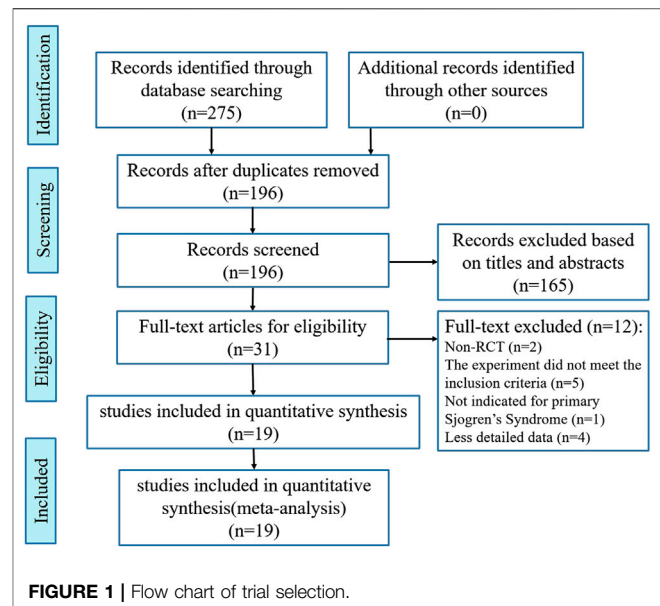 Identification
Records identified through
database searching
(n=275)
Additional records identified
through other sources
(n=0)
Screening
Records after duplicates removed
(n=196)
Records screened
(n=196)
Records excluded based
on titles and abstracts
(n=165)
Eligibility
Full-text articles for eligibility
(n=31)
Full-text excluded (n=12):
Non-RCT (n=2)
The experiment did not meet the
inclusion criteria (n=5)
Not indicated for primary
Sjogren's Syndrome (n=1)
Less detailed data (n=4)
studies included in quantitative synthesis
(n=19)
Included
studies included in quantitative
synthesis(meta-analysis)
(n=19)
FIGURE 1 | Flow chart of trial selection.